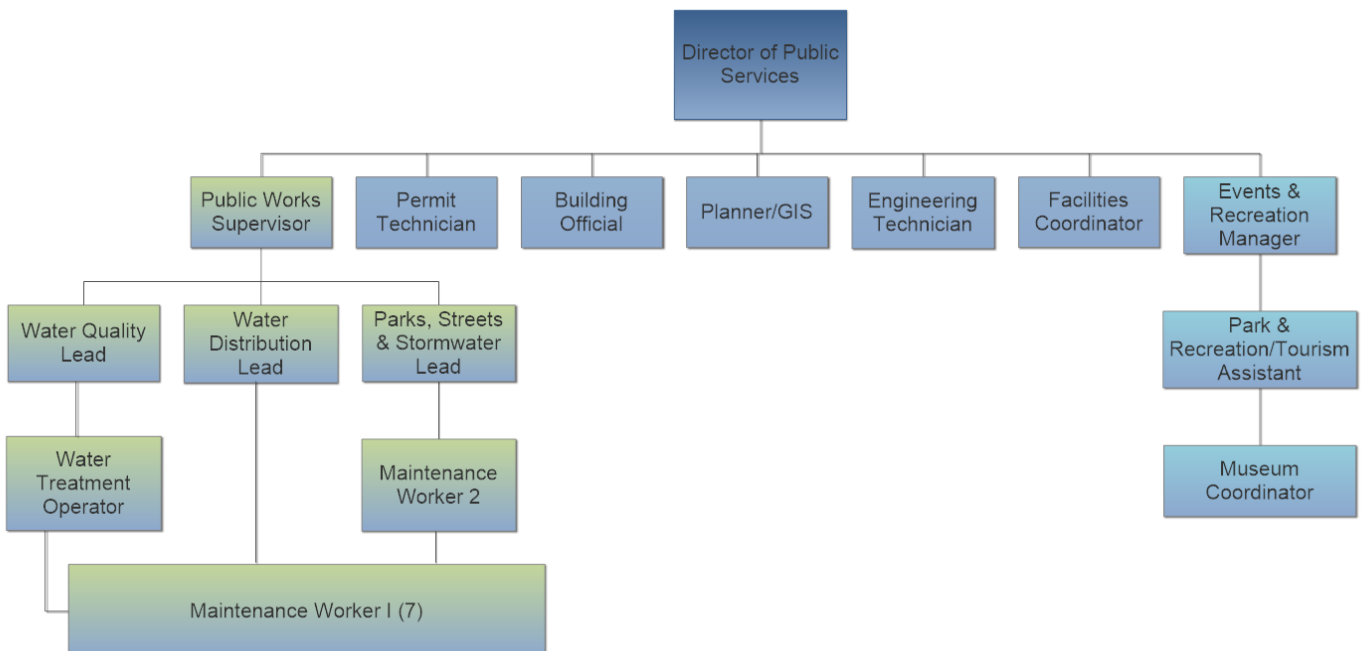 Director of Public
Services
Public Works
Supervisor
Permit
Technician
Building
Official
Planner/GIS
Engineering
Technician
Facilities
Coordinator
Events &
Recreation
Manager
Water Quality
Lead
Water
Distribution
Lead
Parks, Streets
& Stormwater
Lead
Park &
Recreation/Tourism
Assistant
Water
Treatment
Operator
Maintenance
Worker 2
Museum
Coordinator
Maintenance Worker I (7)